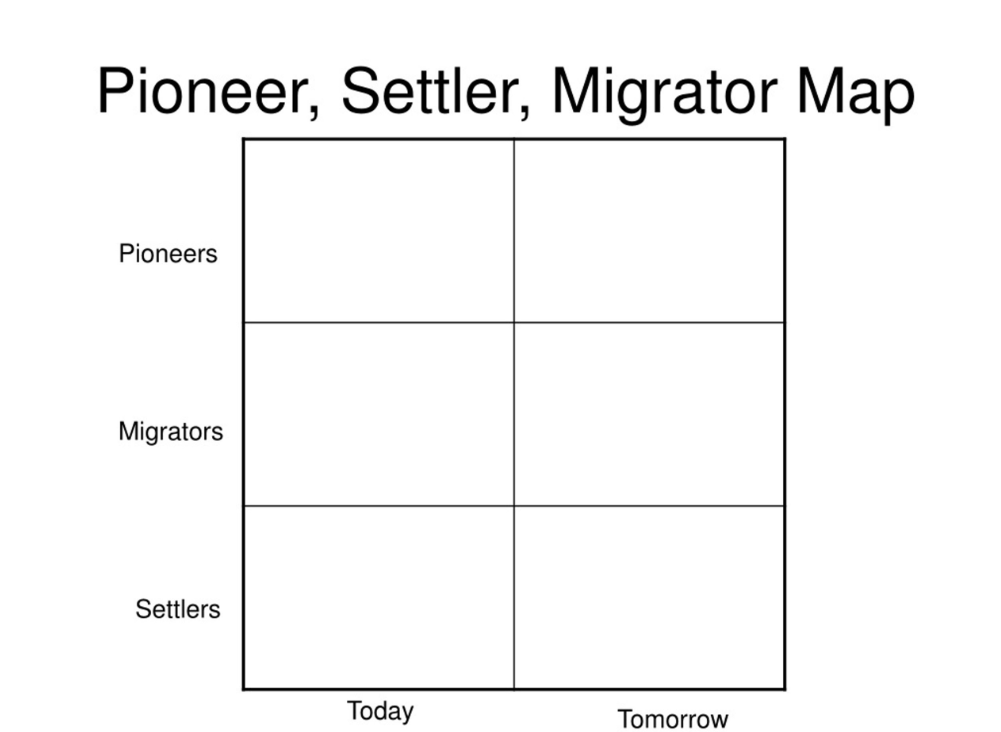 Pioneer, Settler, Migrator Map
Pioneers
Migrators
Settlers
Today
Tomorrow